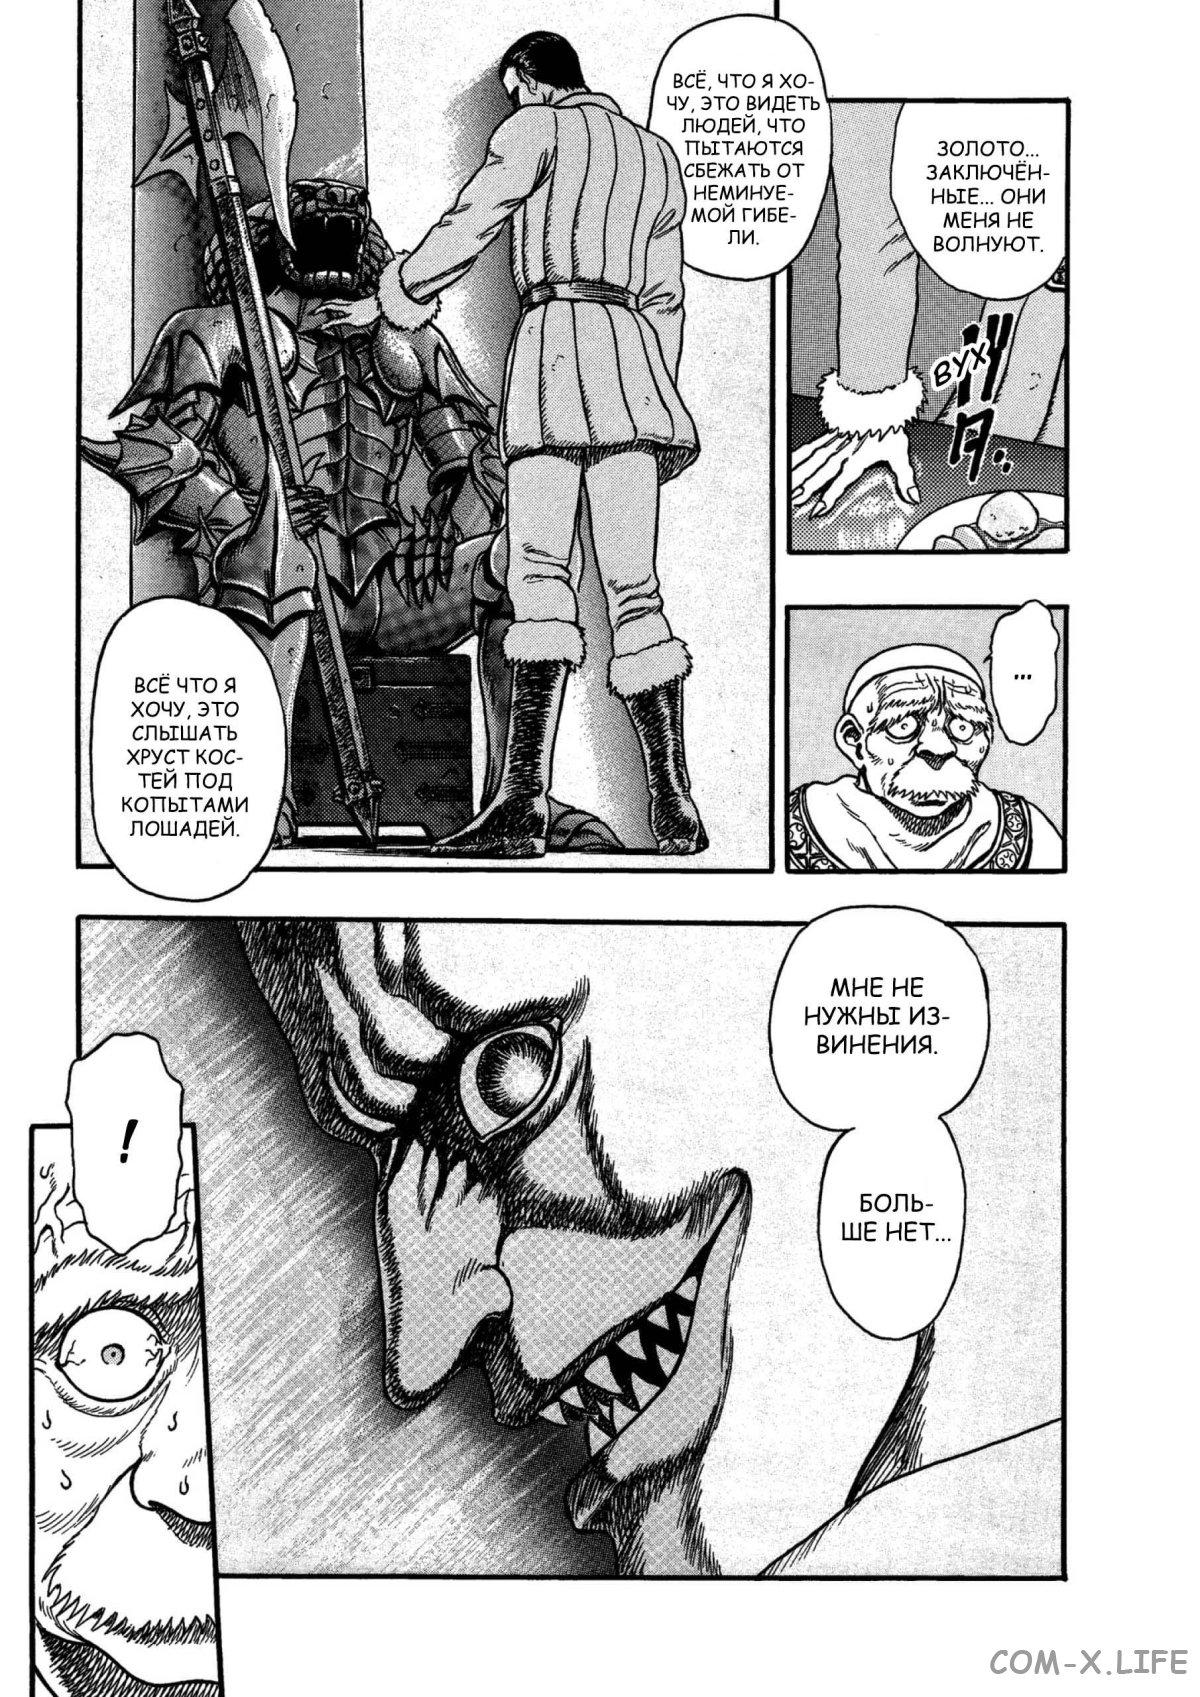 ЗОЛОТО...
ЗАКЛЮЧЁН-
НЫЕ... ОНИ
МЕНЯ НЕ
ВОЛНУЮТ.
ВУХ
...
ВСЁ, ЧТО Я ХО-
ЧУ, ЭТО ВИДЕТЬ
ЛЮДЕЙ, ЧТО
ПЫТАЮТСЯ
СБЕЖАТЬ ОТ
НЕМИНУЕ-
МОЙ ГИБЕ-
ЛИ.
ВСЁ ЧТО Я
ХОЧУ, ЭТО
СЛЫШАТЬ
ХРУСТ КОС-
ТЕЙ ПОД
КОПЫТАМИ
ЛОШАДЕЙ.
МНЕ НЕ
НУЖНЫ ИЗ-
ВИНЕНИЯ.
БОЛЬ-
ШЕ НЕТ...
!
COM-X.LIFE